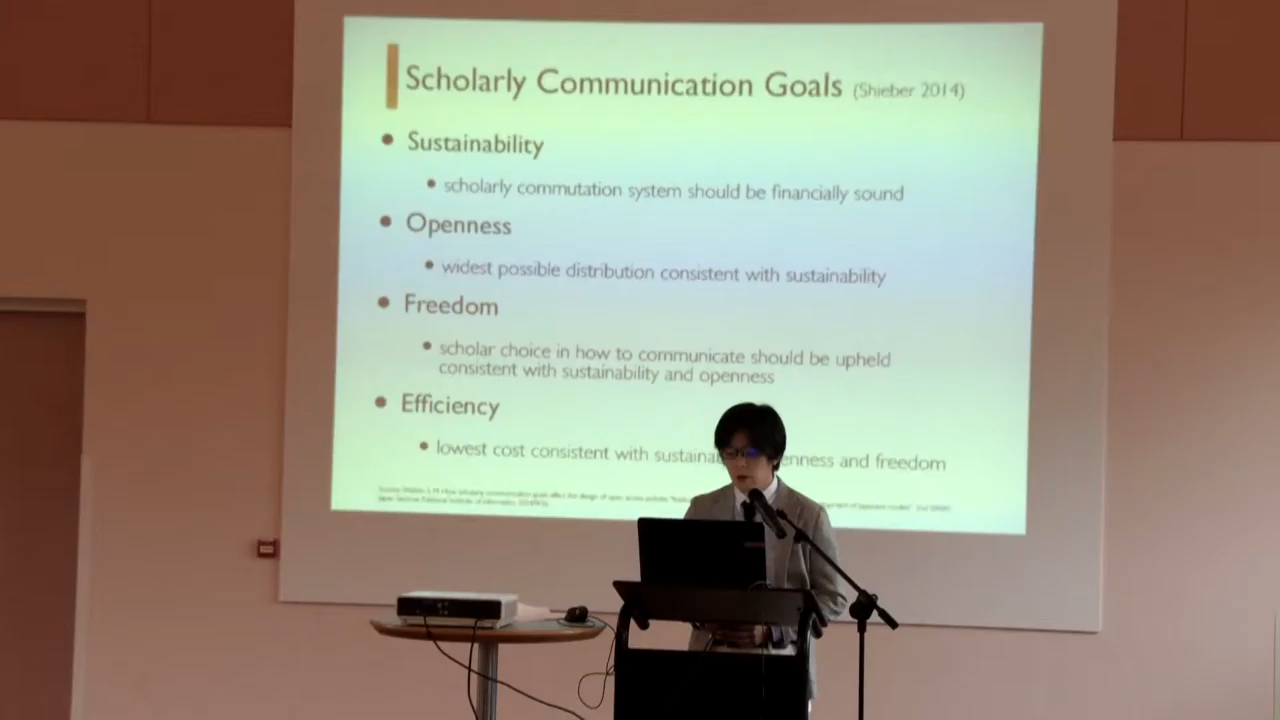 Scholarly Communication Goals (Shieber 2014)
• Sustainability
• scholarly commutation system should be financially sound
• Openness
• widest possible distribution consistent with sustainability
• Freedom
• scholar choice in how to communicate should be upheld
consistent with sustainability and openness
• Efficiency
• lowest cost consistent with sustaina enness and freedom